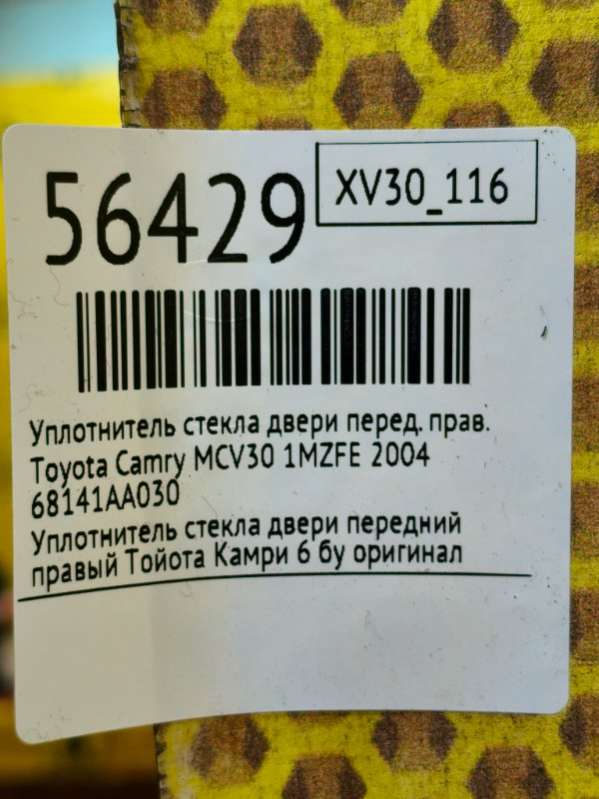 56429
XV30_116
Уплотнитель стекла двери перед. прав.
Toyota Camry MCV30 1MZFE 2004
68141AA030
Уплотнитель стекла двери передний
правый Тойота Камри 6 бу оригинал